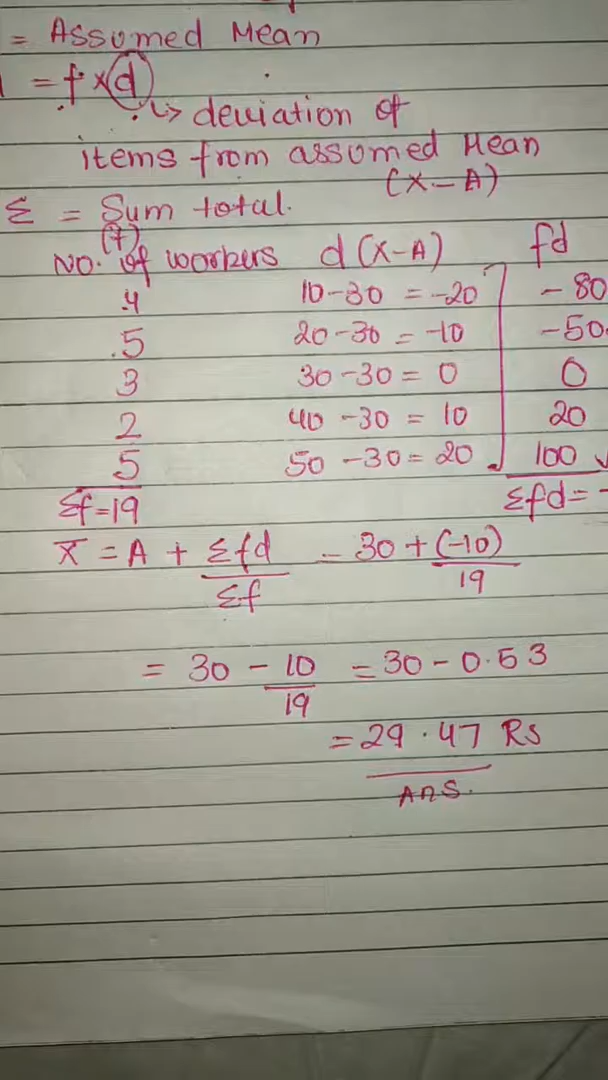 = Assumed Mean
= f×d
↳ deviation of
items from assumed Mean
(X-A)
Σ = Sum total.
(f)
No. of workers d(X-A) fd
4 10-30 = -20 -80
5 20-30 = -10 -50
3 30-30 = 0 0
2 40-30 = 10 20
5 50-30 = 20 100
Σf=19 Σfd= -
X̄ = A + Σfd/Σf = 30 + (-10)/19
= 30 - 10/19 = 30 - 0.53
= 29.47 Rs
Ans.